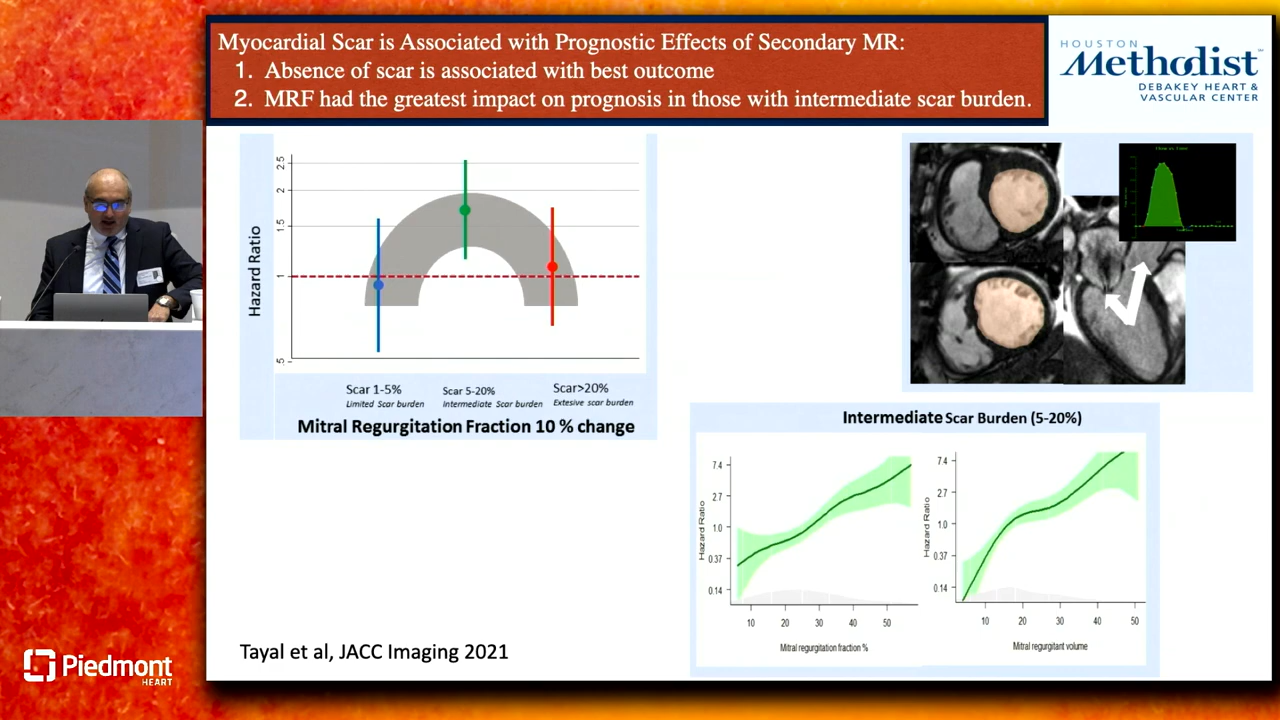 Myocardial Scar is Associated with Prognostic Effects of Secondary MR:
1. Absence of scar is associated with best outcome
2. MRF had the greatest impact on prognosis in those with intermediate scar burden.
HOUSTON
Methodist
DEBAKEY HEART &
VASCULAR CENTER
Hazard Ratio
2.5
2
1.5
1
.5
Scar 1-5%
Limited Scar burden
Scar 5-20%
Intermediate Scar burden
Scar>20%
Extesive scar burden
Mitral Regurgitation Fraction 10 % change
Intermediate Scar Burden (5-20%)
Hazard Ratio
7.4
2.7
1.0
0.37
0.14
10 20 30 40 50
Mitral regurgitation fraction %
Hazard Ratio
7.4
2.7
1.0
0.37
0.14
10 20 30 40 50
Mitral regurgitant volume
Tayal et al, JACC Imaging 2021
Piedmont
HEART